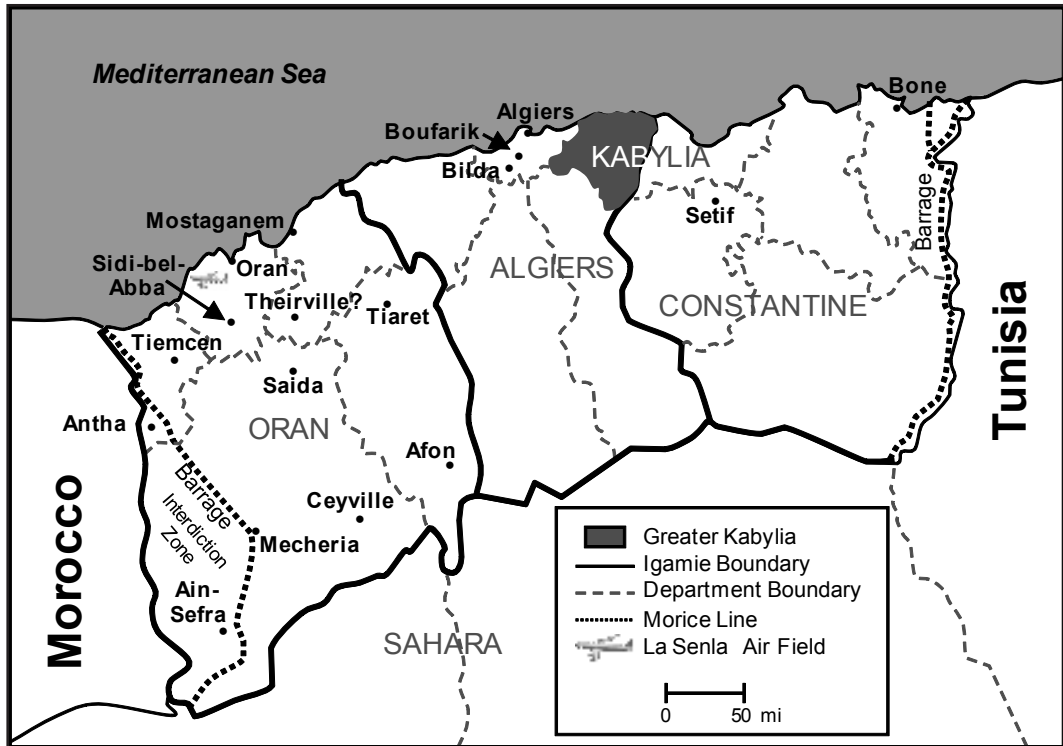 Mediterranean Sea
Bone
Algiers
Boufarik
KABYLIA
Bilda
Setif
Barrage
Mostaganem
Oran
Sidi-bel-
Abba
ALGIERS
Theirville?
Tiaret
CONSTANTINE
Tiemcen
Saida
Tunisia
Antha
ORAN
Afon
Barrage
Interdiction
Zone
Ceyville
Mecheria
Ain-
Sefra
Morocco
SAHARA
Greater Kabylia
Igamie Boundary
Department Boundary
Morice Line
La Senla Air Field
0 50 mi